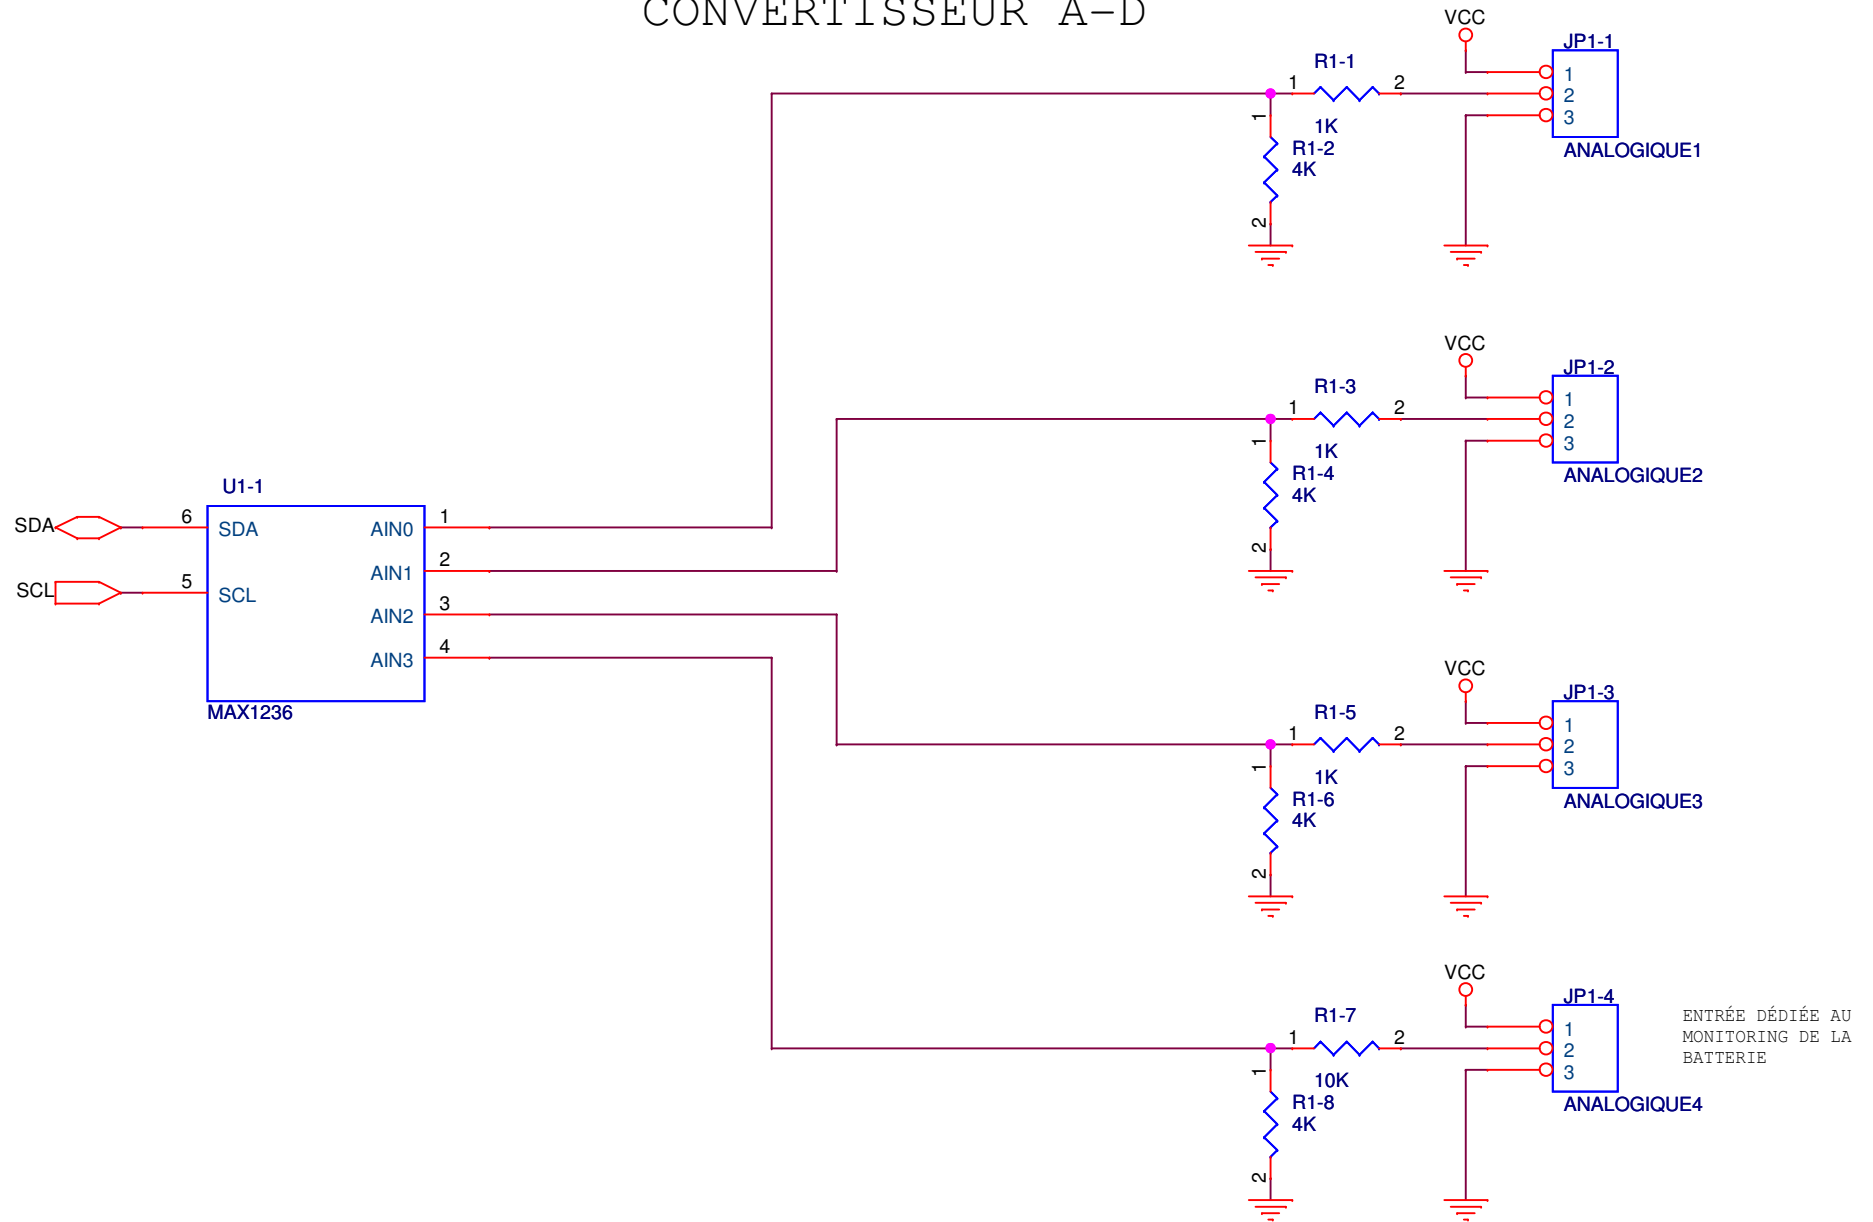 CONVERTISSEUR A-D
VCC
JP1-1
R1-1
1
2
1
2
3
1K
ANALOGIQUE1
1
R1-2
4K
2
VCC
JP1-2
R1-3
1
2
1
2
3
1K
ANALOGIQUE2
1
R1-4
4K
2
U1-1
SDA
6
SDA
AIN0
1
AIN1
2
SCL
5
SCL
AIN2
3
AIN3
4
MAX1236
VCC
JP1-3
R1-5
1
2
1
2
3
1K
ANALOGIQUE3
1
R1-6
4K
2
VCC
JP1-4
R1-7
1
2
1
2
3
10K
ANALOGIQUE4
1
R1-8
4K
2
ENTRÉE DÉDIÉE AU
MONITORING DE LA
BATTERIE